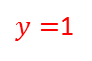 y = 1